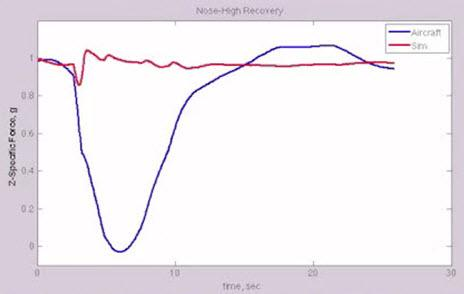 Nose-High Recovery
Aircraft
Sim
Z-Specific Force, g
1
0.8
0.6
0.4
0.2
0
0
10
20
30
time, sec